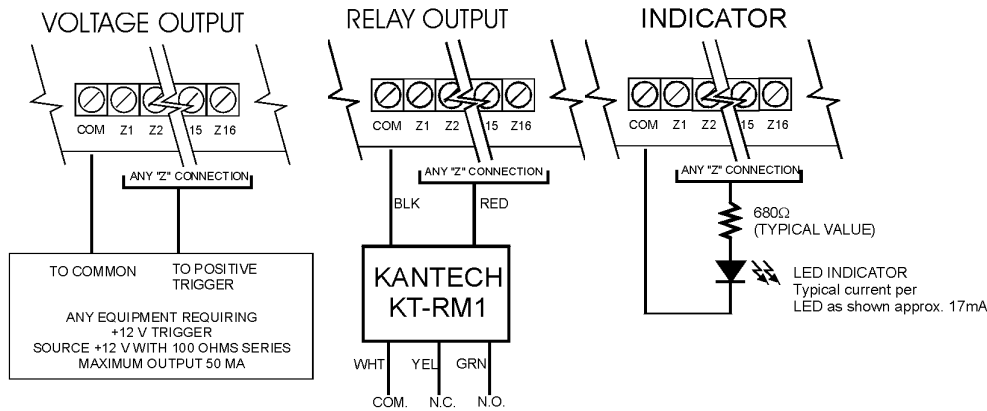 VOLTAGE OUTPUT
COM Z1 Z2 15 Z16
ANY "Z" CONNECTION
TO COMMON
TO POSITIVE
TRIGGER
ANY EQUIPMENT REQUIRING
+12 V TRIGGER
SOURCE +12 V WITH 100 OHMS SERIES
MAXIMUM OUTPUT 50 MA
RELAY OUTPUT
COM Z1 Z2 15 Z16
ANY "Z" CONNECTION
BLK RED
KANTECH
KT-RM1
WHT YEL GRN
COM. N.C. N.O.
INDICATOR
COM Z1 Z2 15 Z16
ANY "Z" CONNECTION
680Ω
(TYPICAL VALUE)
LED INDICATOR
Typical current per
LED as shown approx. 17mA